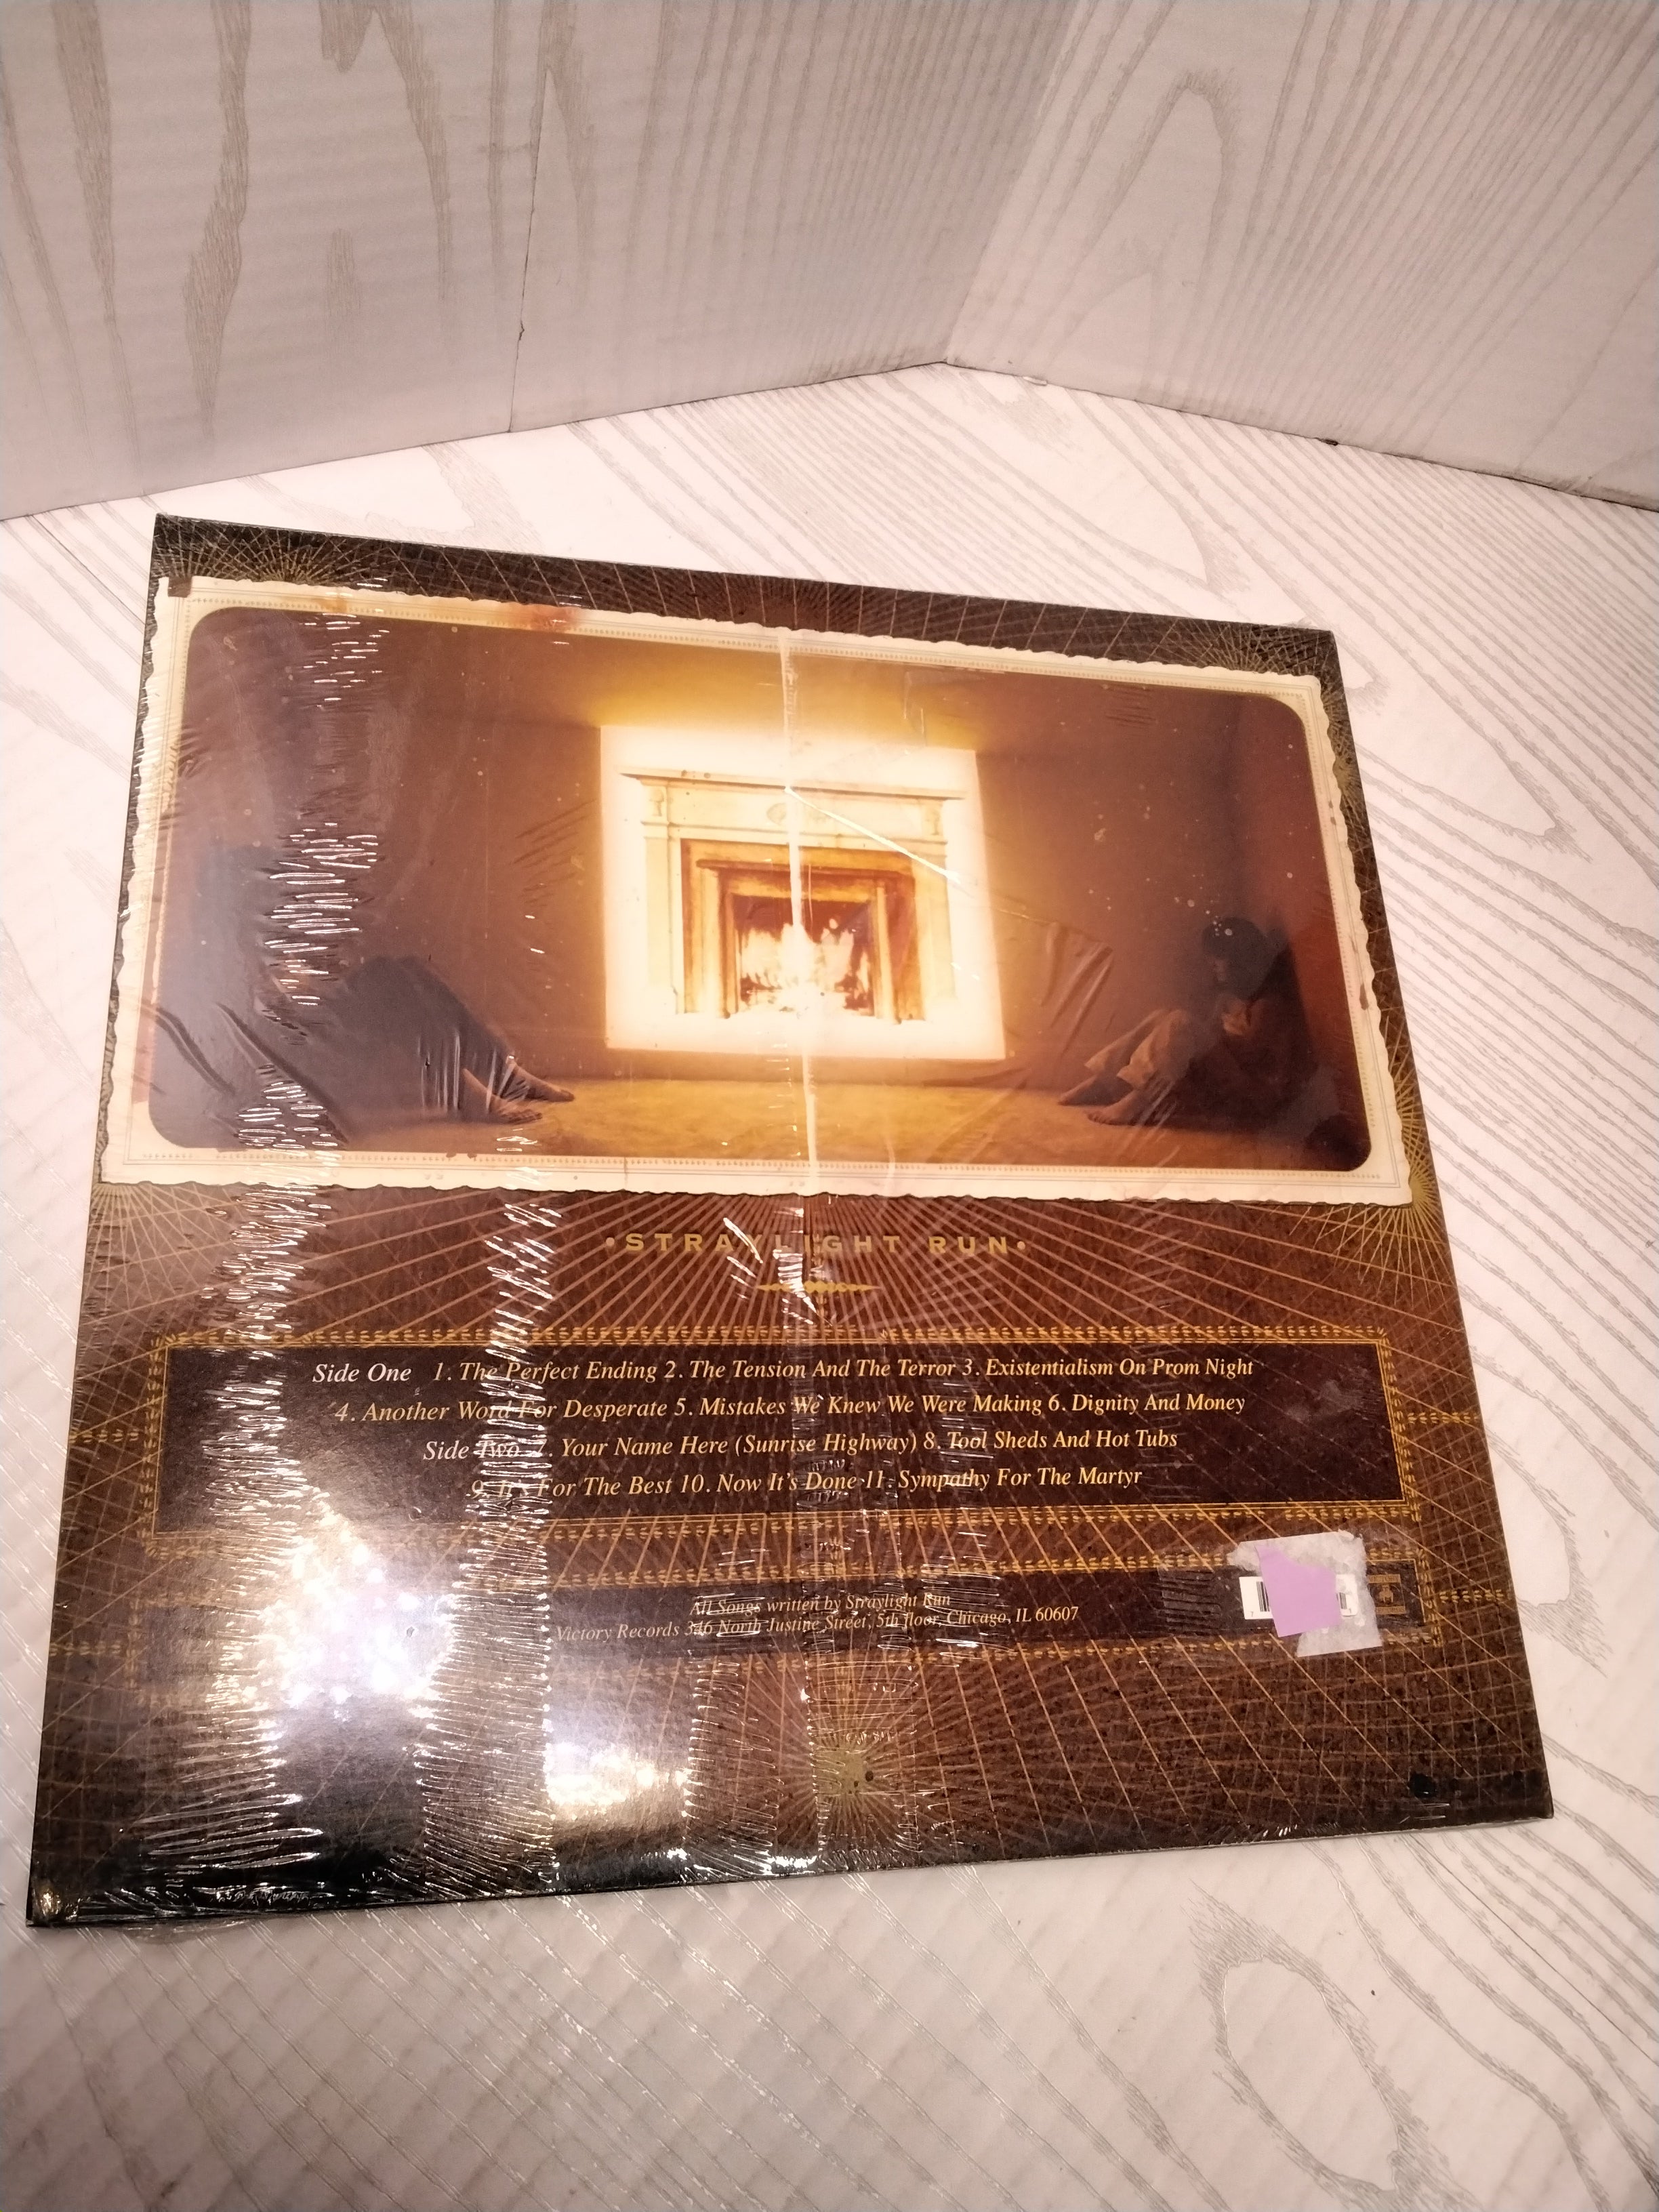 •STRAYLIGHT RUN•
Side One 1. The Perfect Ending 2. The Tension And The Terror 3. Existentialism On Prom Night
4. Another Word For Desperate 5. Mistakes We Knew We Were Making 6. Dignity And Money
Side Two 7. Your Name Here (Sunrise Highway) 8. Tool Sheds And Hot Tubs
9. It's For The Best 10. Now It's Done 11. Sympathy For The Martyr
All Songs written by Straylight Run
Victory Records 346 North Justine Street, 5th floor, Chicago, IL 60607